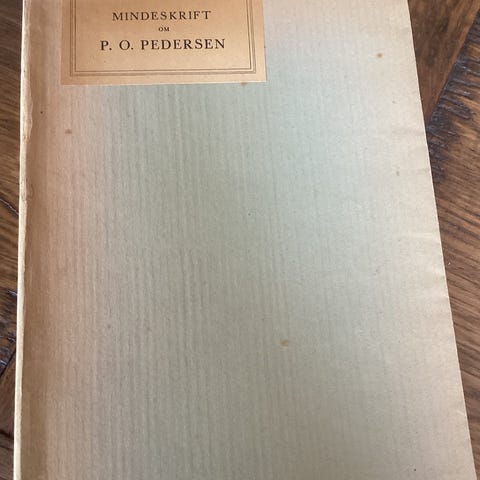 MINDESKRIFT
OM
P. O. PEDERSEN